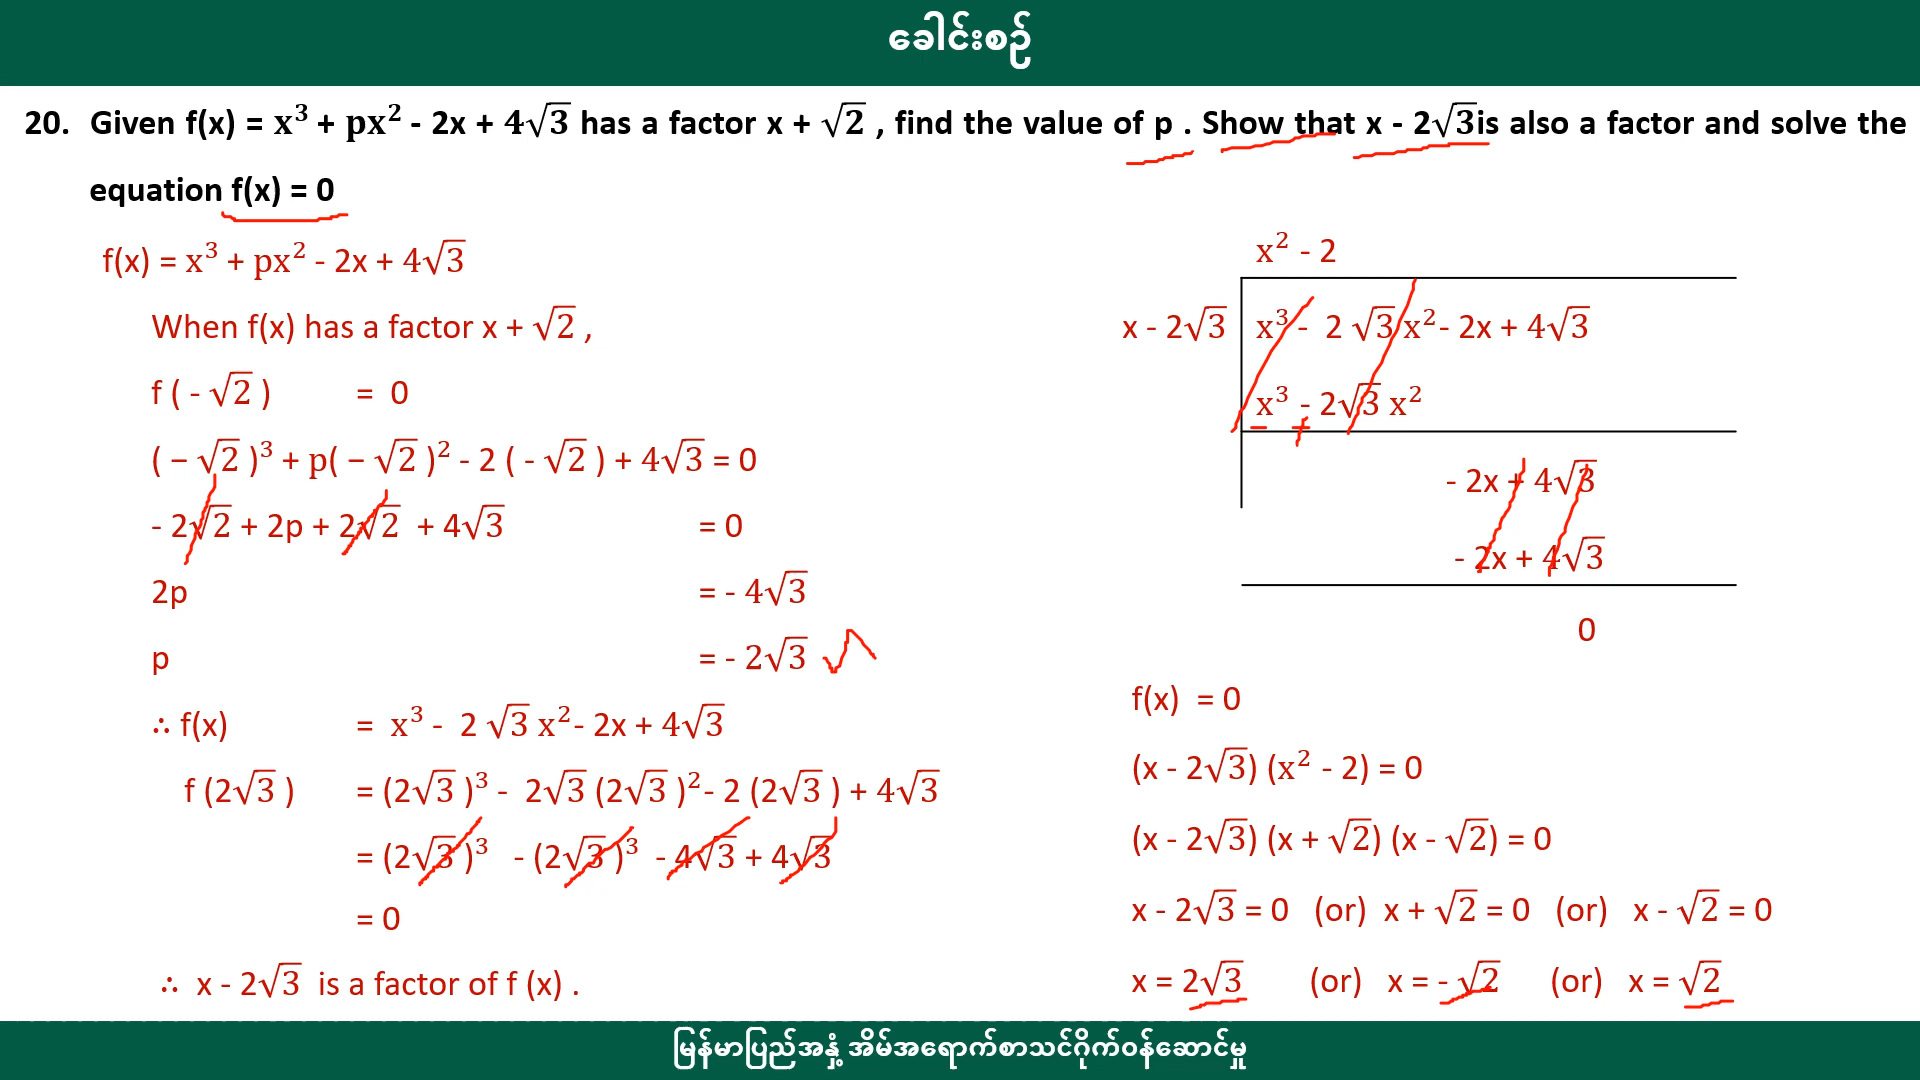 ခေါင်းစဉ်
20. Given f(x) = x³ + px² - 2x + 4√3 has a factor x + √2 , find the value of p . Show that x - 2√3is also a factor and solve the
equation f(x) = 0
f(x) = x³ + px² - 2x + 4√3
When f(x) has a factor x + √2 ,
f ( - √2 ) = 0
( − √2 )³ + p( − √2 )² - 2 ( - √2 ) + 4√3 = 0
- 2√2 + 2p + 2√2 + 4√3 = 0
2p = - 4√3
p = - 2√3
∴ f(x) = x³ - 2 √3 x²- 2x + 4√3
f (2√3 ) = (2√3 )³ - 2√3 (2√3 )²- 2 (2√3 ) + 4√3
= (2√3 )³ - (2√3 )³ - 4√3 + 4√3
= 0
∴ x - 2√3 is a factor of f (x) .
x² - 2
x - 2√3 x³ - 2 √3 x²- 2x + 4√3
x³ - 2√3 x²
- 2x + 4√3
- 2x + 4√3
0
f(x) = 0
(x - 2√3) (x² - 2) = 0
(x - 2√3) (x + √2) (x - √2) = 0
x - 2√3 = 0 (or) x + √2 = 0 (or) x - √2 = 0
x = 2√3 (or) x = - √2 (or) x = √2
မြန်မာပြည်အနှံ့ အိမ်အရောက်စာသင်ဂိုက်ဝန်ဆောင်မှု